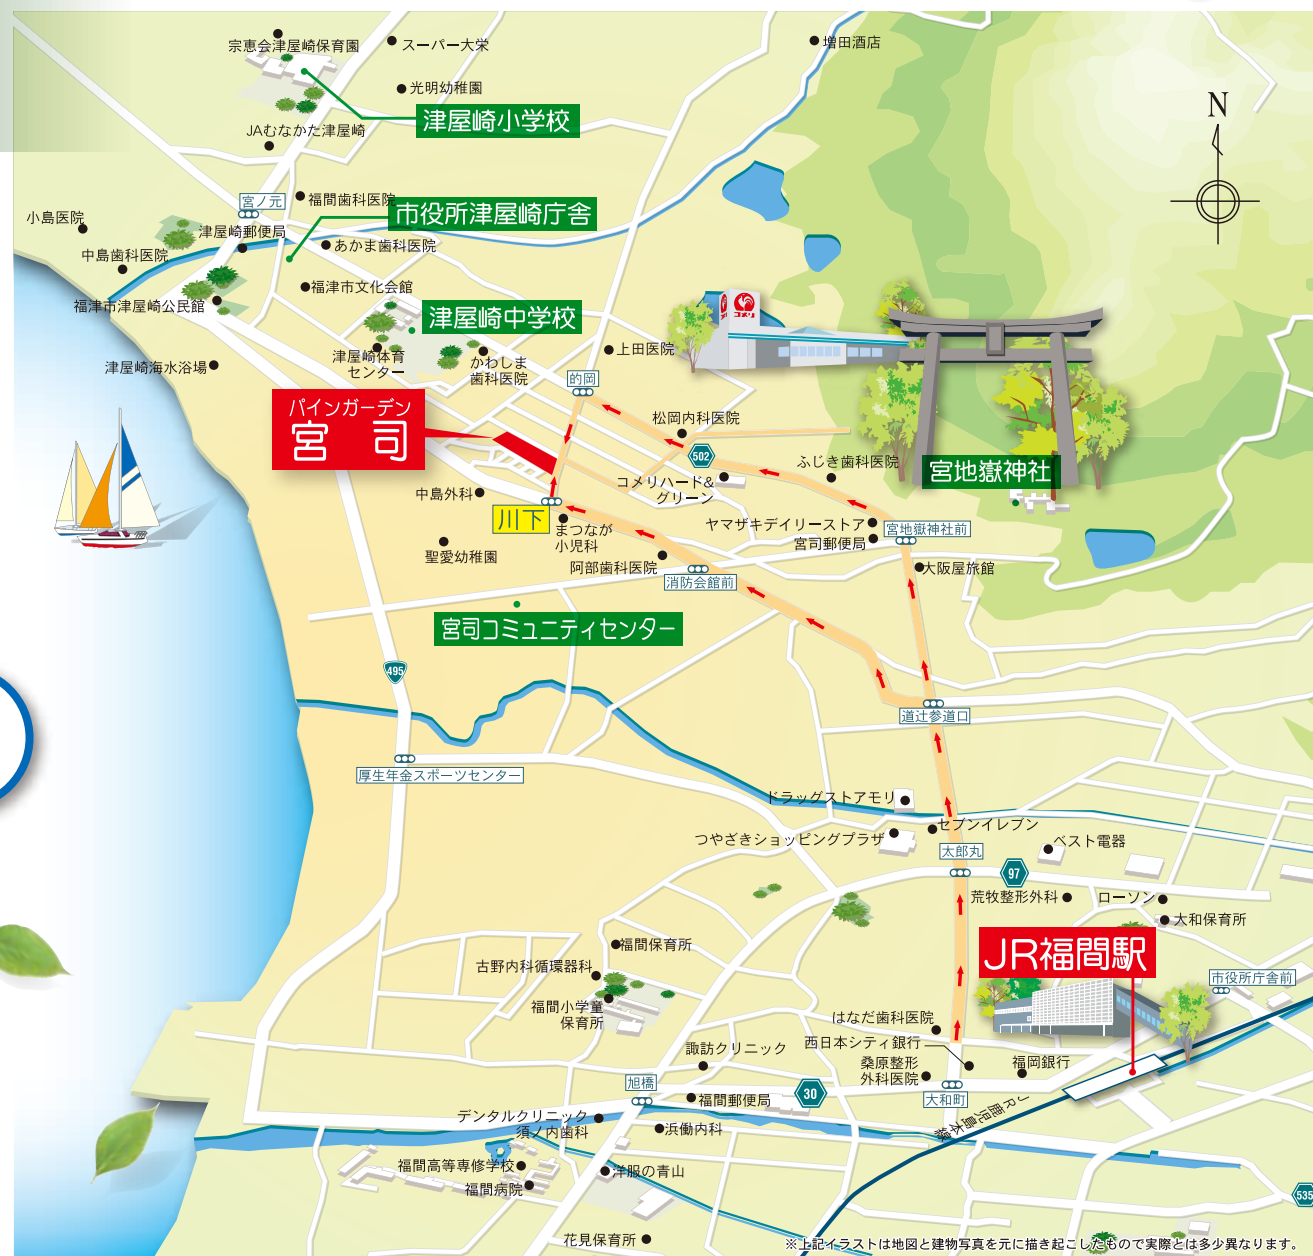 宗恵会津屋崎保育園
スーパー大栄
増田酒店
光明幼稚園
津屋崎小学校
JAむなかた津屋崎
N
宮ノ元
福間歯科医院
市役所津屋崎庁舎
小島医院
津屋崎郵便局
あかま歯科医院
中島歯科医院
福津市文化会館
福津市津屋崎公民館
津屋崎中学校
コメリ
上田医院
津屋崎体育
センター
かわしま
歯科医院
津屋崎海水浴場
的岡
パインガーデン
宮 司
松岡内科医院
502
ふじき歯科医院
宮地嶽神社
コメリハード&
グリーン
中島外科
川下
まつなが
小児科
ヤマザキデイリーストア
宮司郵便局
宮地嶽神社前
聖愛幼稚園
阿部歯科医院
消防会館前
大阪屋旅館
宮司コミュニティセンター
495
道辻参道口
厚生年金スポーツセンター
ドラッグストアモリ
つやざきショッピングプラザ
セブンイレブン
ベスト電器
太郎丸
97
荒牧整形外科
ローソン
大和保育所
福間保育所
JR福間駅
古野内科循環器科
市役所庁舎前
福間小学童
保育所
はなだ歯科医院
西日本シティ銀行
諏訪クリニック
桑原整形
外科医院
福岡銀行
旭橋
30
福間郵便局
大和町
JR鹿児島本線
デンタルクリニック
須ノ内歯科
浜働内科
福間高等専修学校
洋服の青山
福間病院
535
花見保育所
※上記イラストは地図と建物写真を元に描き起こしたもので実際とは多少異なります。